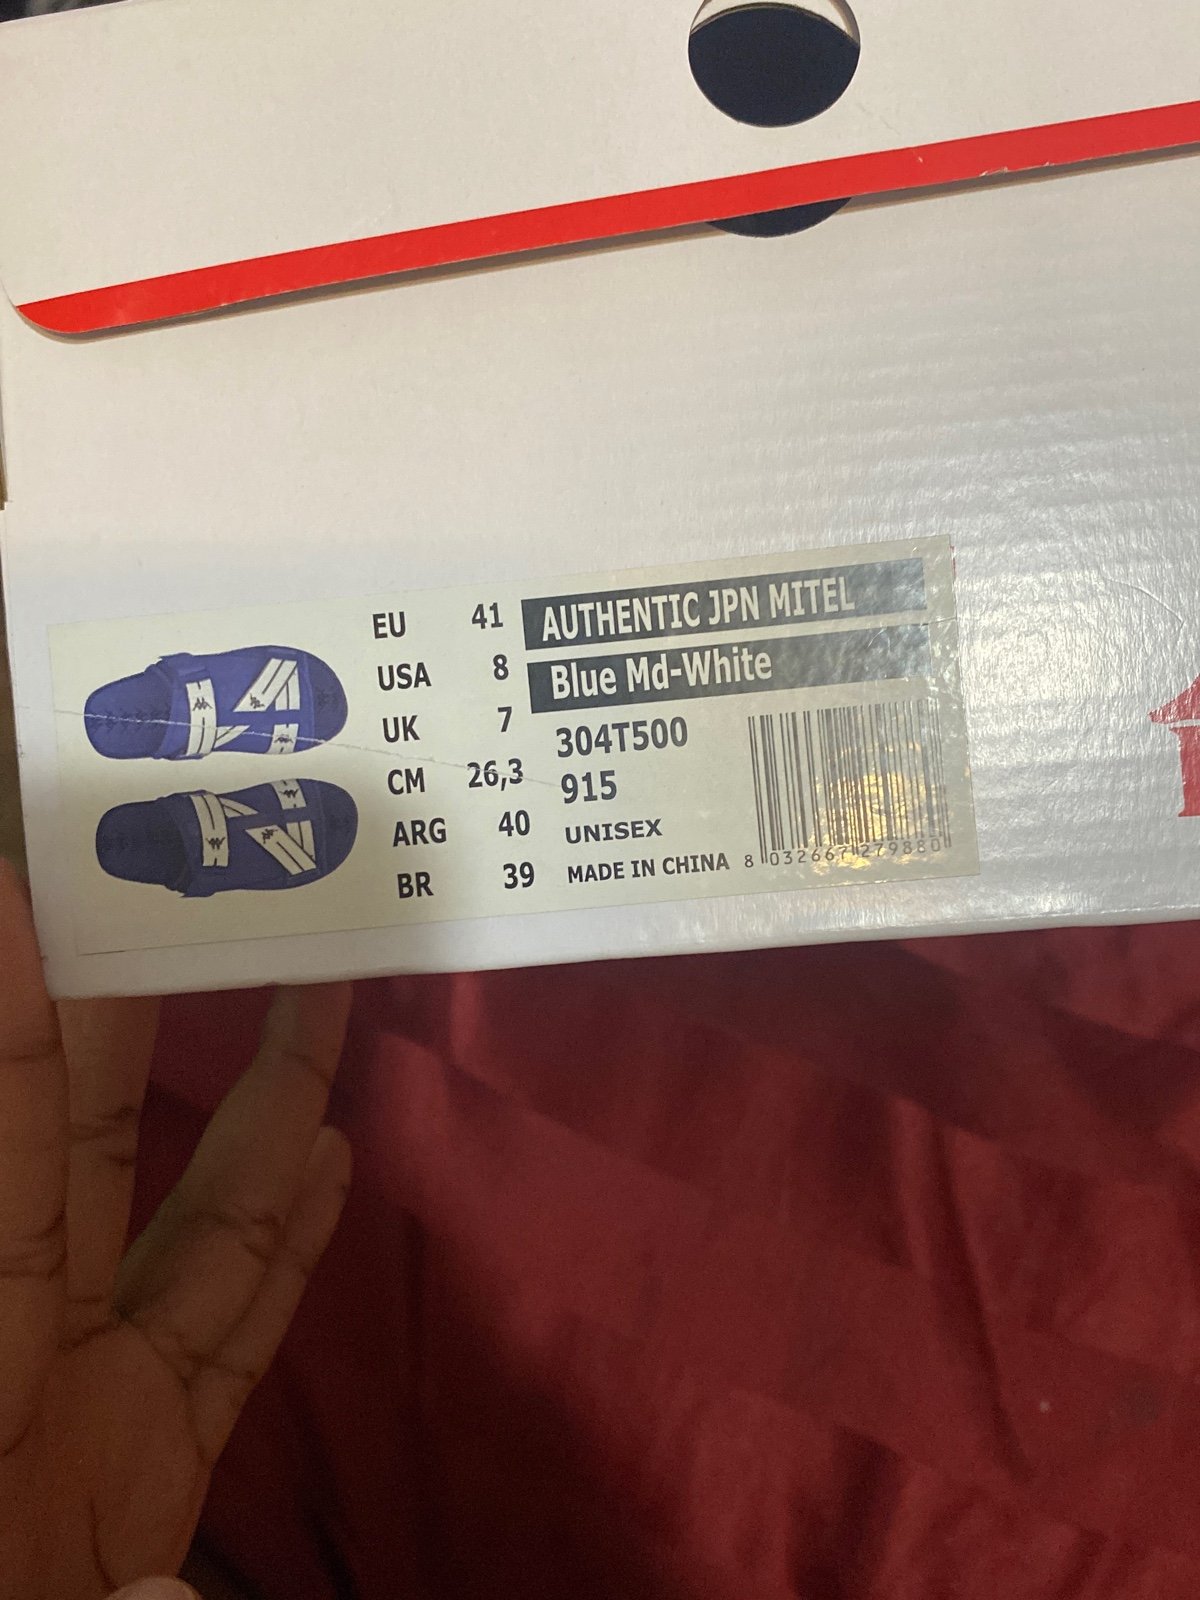 EU 41
USA 8
UK 7
CM 26,3
ARG 40
BR 39
AUTHENTIC JPN MITEL
Blue Md-White
304T500
915
UNISEX
MADE IN CHINA
8 032667 279880